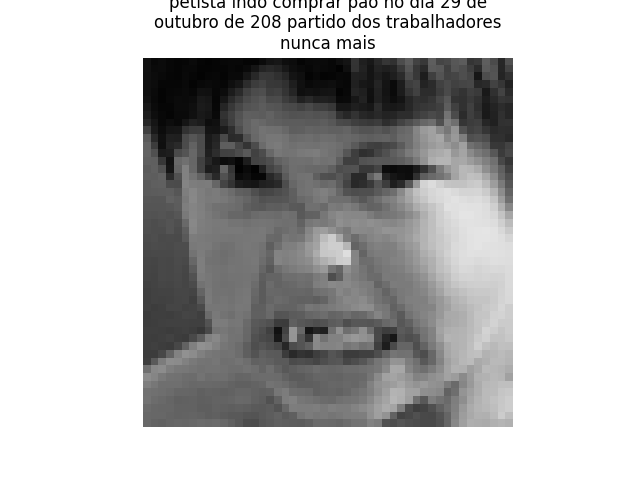 petista indo comprar pão no dia 29 de
outubro de 208 partido dos trabalhadores
nunca mais